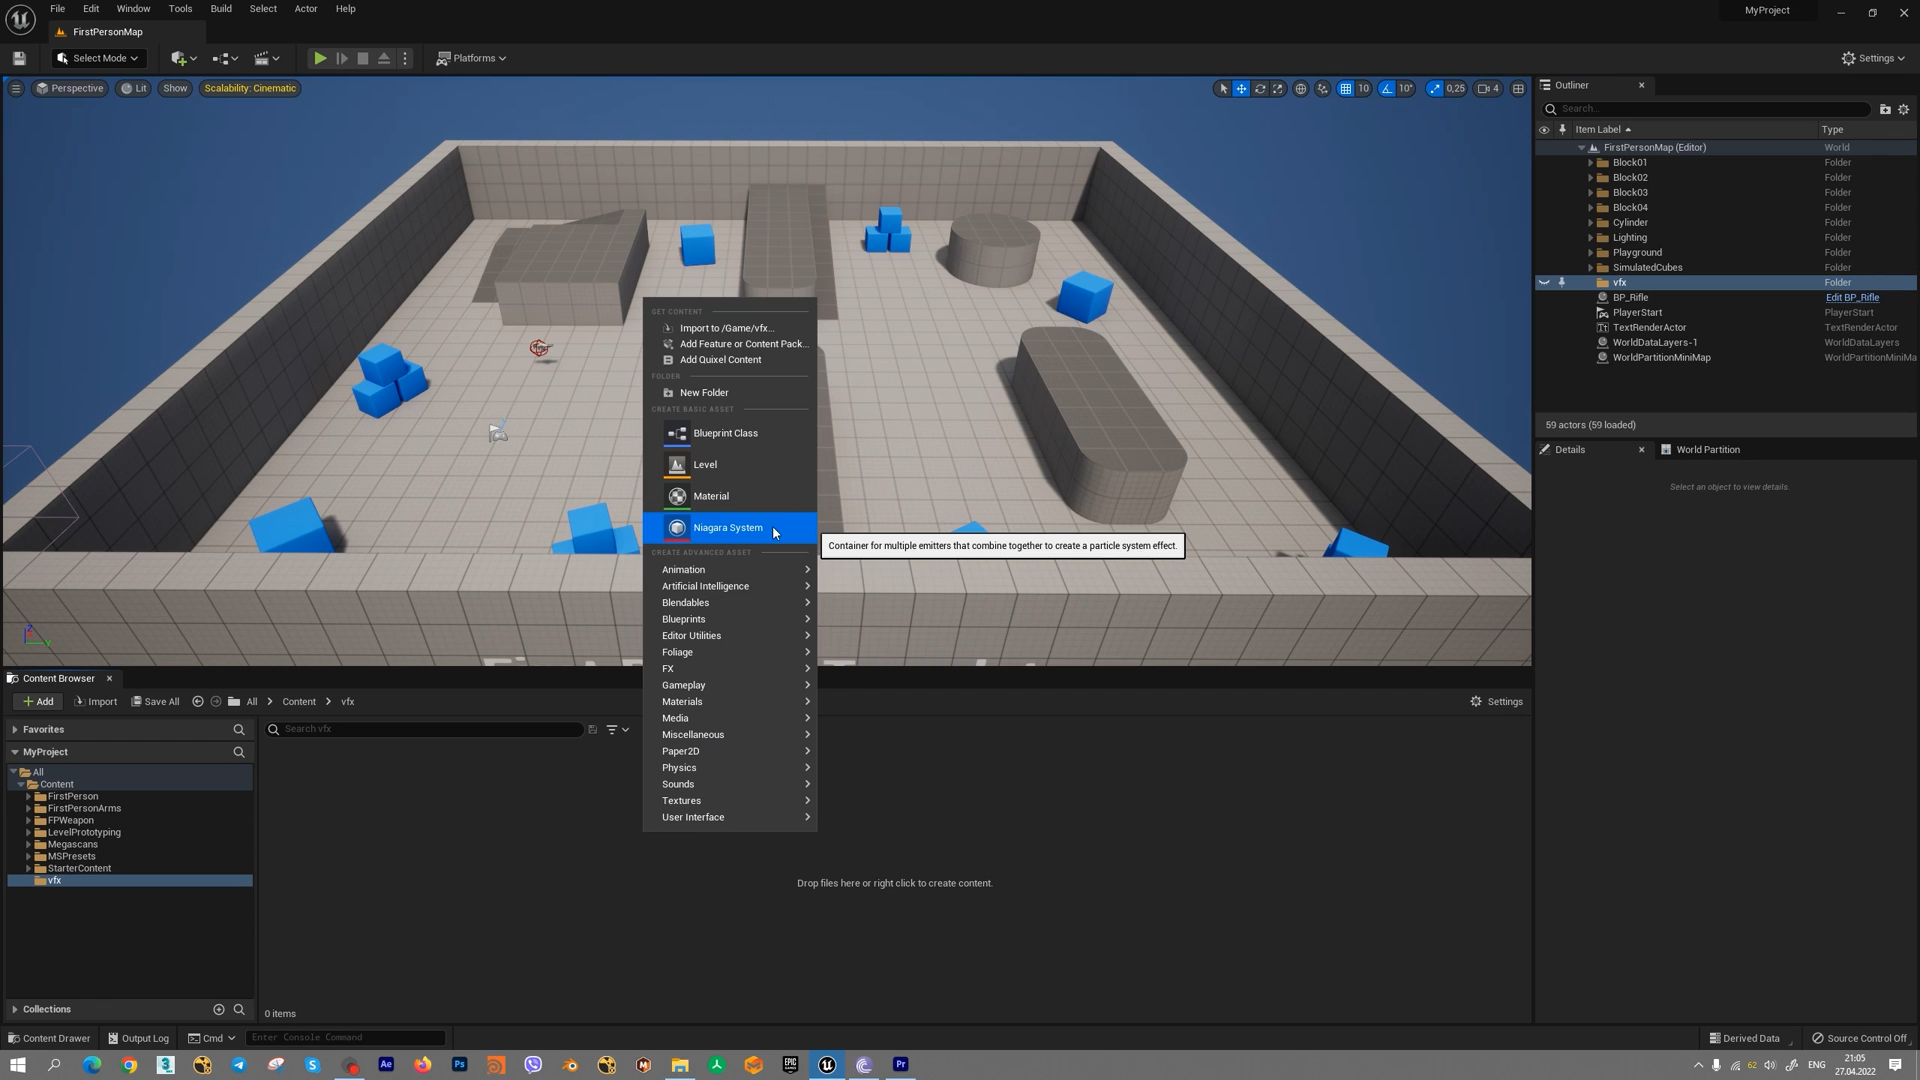 File Edit Window Tools Build Select Actor Help
MyProject
FirstPersonMap
Select Mode
Platforms
Settings
Perspective
Lit
Show
Scalability: Cinematic
10
10°
0,25
4
Outliner
Search...
Item Label
Type
FirstPersonMap (Editor) World
Block01 Folder
Block02 Folder
Block03 Folder
Block04 Folder
Cylinder Folder
Lighting Folder
Playground Folder
SimulatedCubes Folder
vfx Folder
BP_Rifle Edit BP_Rifle
PlayerStart PlayerStart
TextRenderActor TextRenderActor
WorldDataLayers-1 WorldDataLayers
WorldPartitionMiniMap WorldPartitionMiniMa
59 actors (59 loaded)
Details
World Partition
Select an object to view details.
GET CONTENT
Import to /Game/vfx...
Add Feature or Content Pack...
Add Quixel Content
FOLDER
New Folder
CREATE BASIC ASSET
Blueprint Class
Level
Material
Niagara System
Container for multiple emitters that combine together to create a particle system effect.
CREATE ADVANCED ASSET
Animation
Artificial Intelligence
Blendables
Blueprints
Editor Utilities
Foliage
FX
Gameplay
Materials
Media
Miscellaneous
Paper2D
Physics
Sounds
Textures
User Interface
Content Browser
Add
Import
Save All
All
Content
vfx
Settings
Favorites
Search vfx
MyProject
All
Content
FirstPerson
FirstPersonArms
FPWeapon
LevelPrototyping
Megascans
MSPresets
StarterContent
vfx
Drop files here or right click to create content.
Collections
0 items
Content Drawer
Output Log
Cmd
Enter Console Command
Derived Data
Source Control Off
3
Ae
Ps
EPIC GAMES
Pr
62
ENG
21:05
27.04.2022